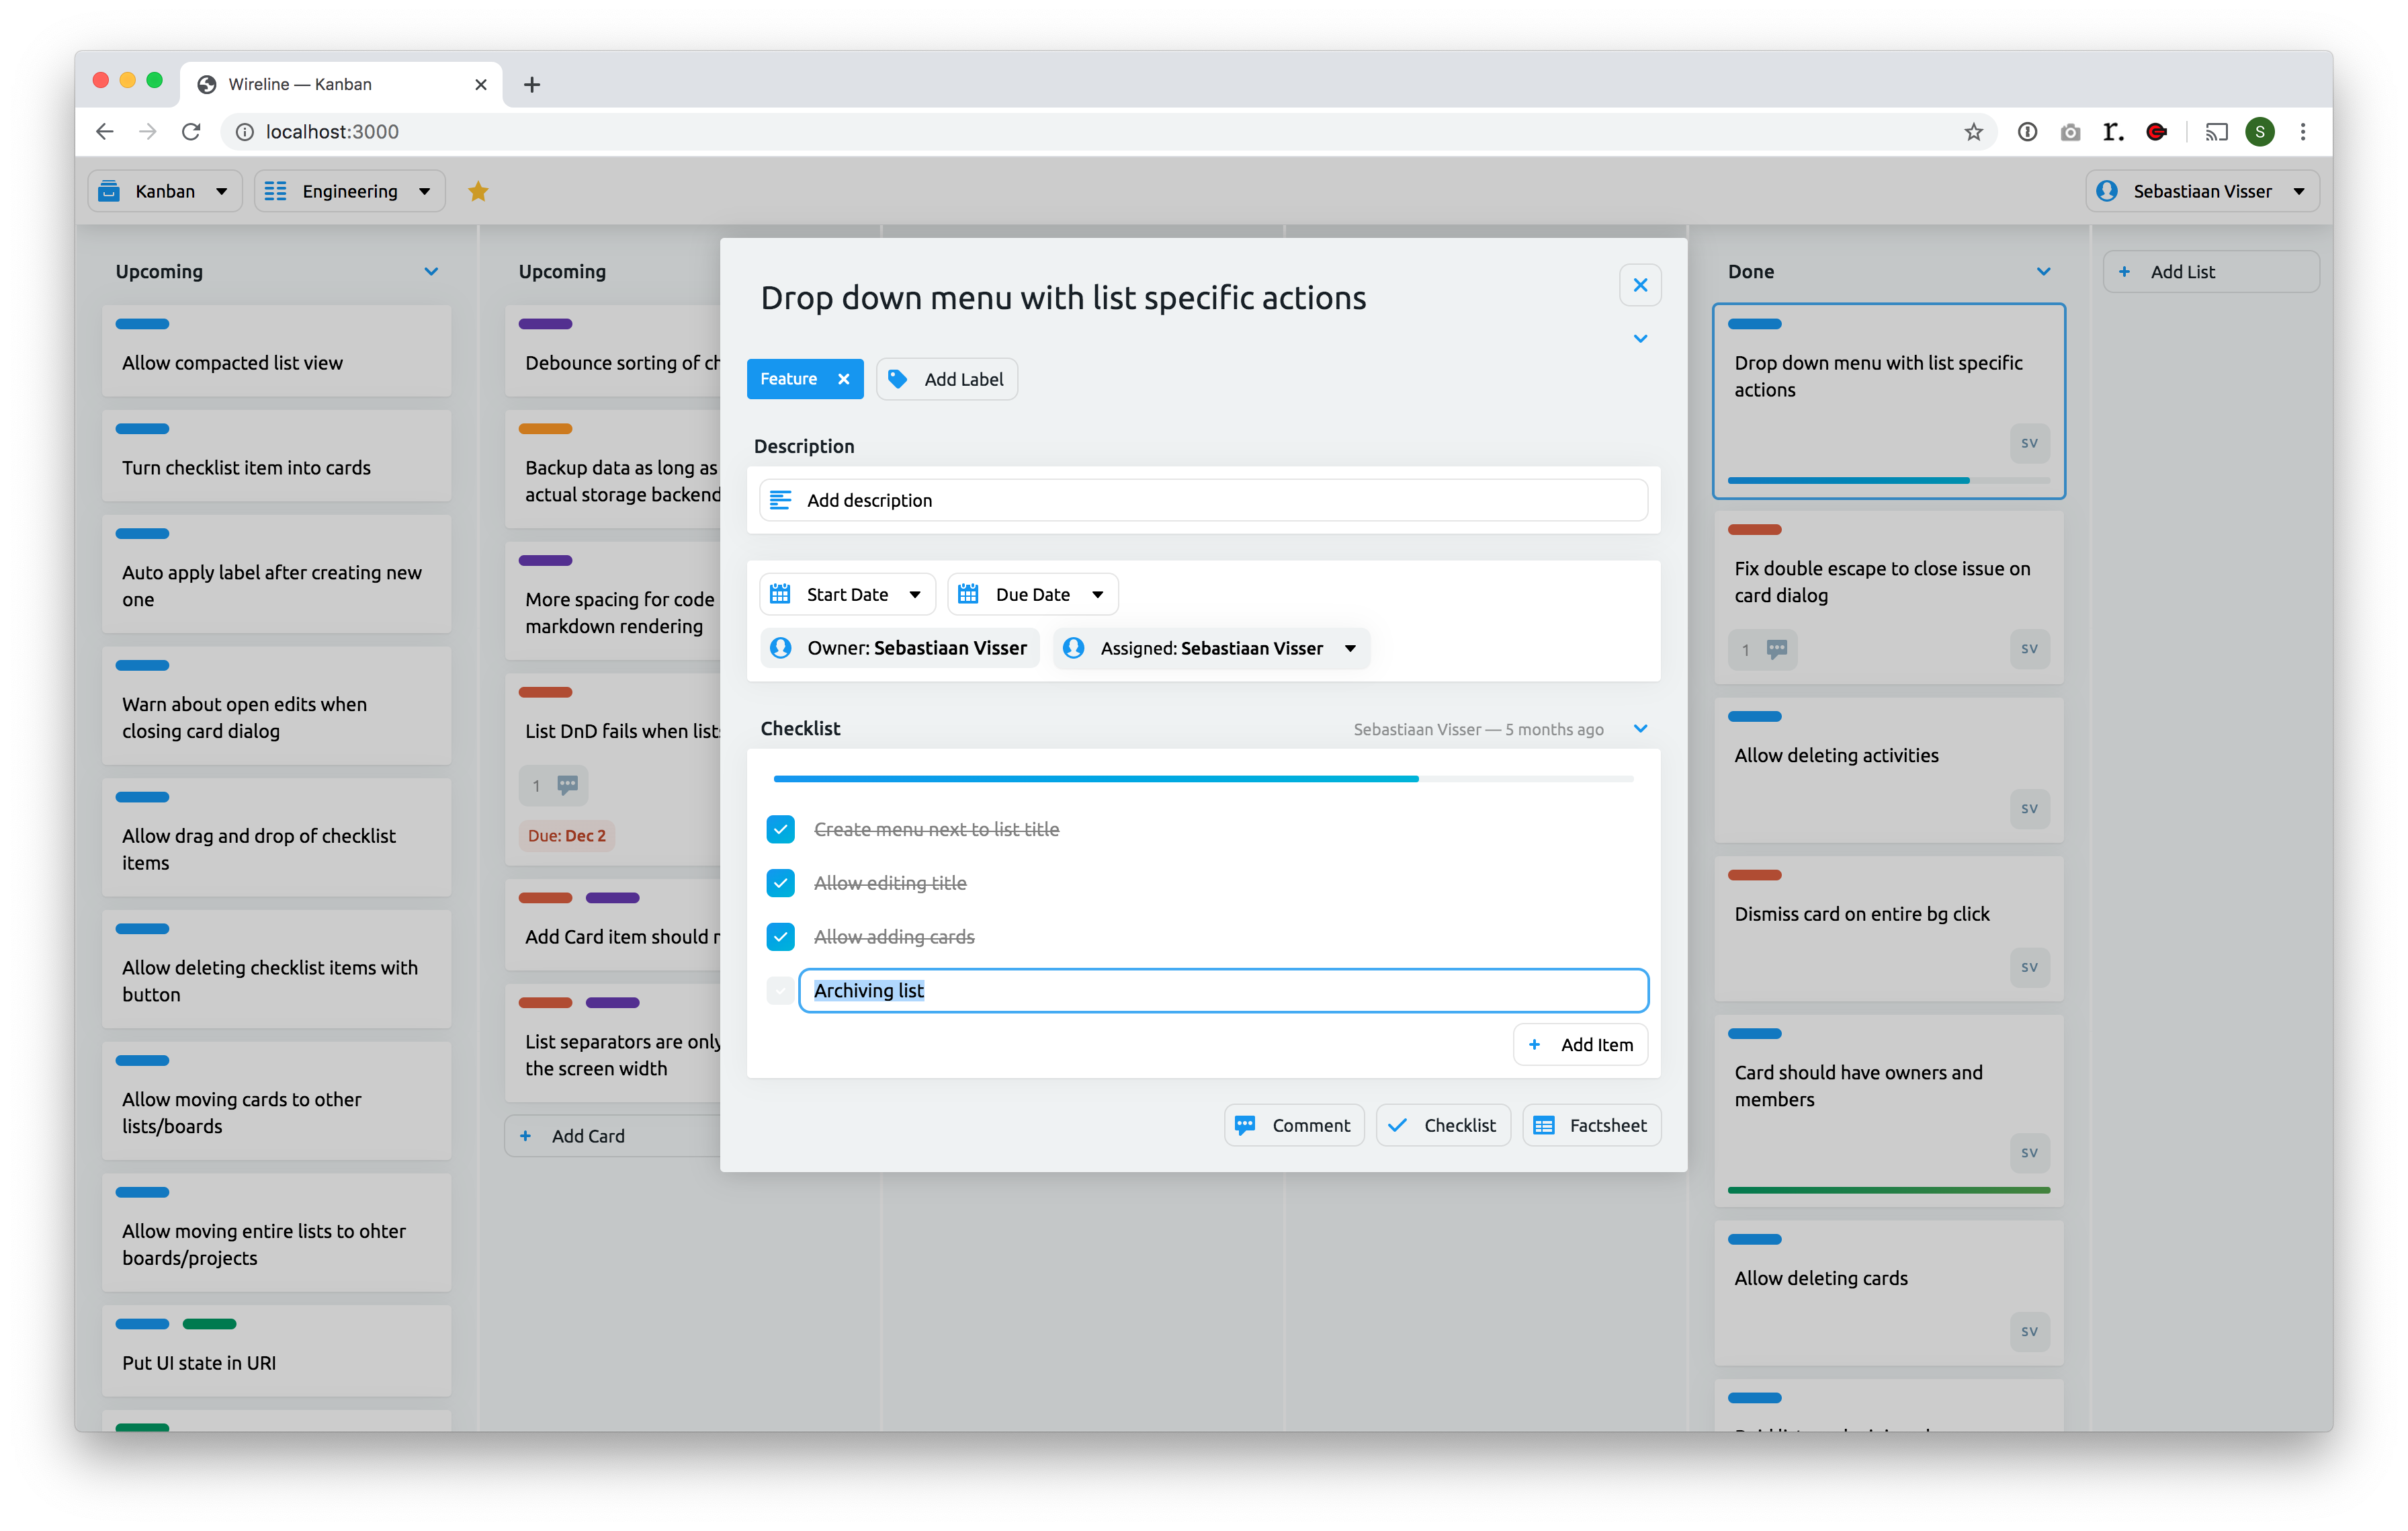 Wireline — Kanban
localhost:3000
r.
S
Kanban
Engineering
Sebastiaan Visser
Upcoming
Allow compacted list view
Turn checklist item into cards
Auto apply label after creating new
one
Warn about open edits when
closing card dialog
Allow drag and drop of checklist
items
Allow deleting checklist items with
button
Allow moving cards to other
lists/boards
Allow moving entire lists to ohter
boards/projects
Put UI state in URI
Upcoming
Debounce sorting of
Backup data as long as
actual storage backend
More spacing for code
markdown rendering
List DnD fails when
1
Due: Dec 2
Add Card item should
List separators are only
the screen width
Add Card
Drop down menu with list specific actions
Feature
Add Label
Description
Add description
Start Date
Due Date
Owner: Sebastiaan Visser
Assigned: Sebastiaan Visser
Checklist
Sebastiaan Visser — 5 months ago
Create menu next to list title
Allow editing title
Allow adding cards
Archiving list
Add Item
Comment
Checklist
Factsheet
Done
Drop down menu with list specific
actions
SV
Fix double escape to close issue on
card dialog
1
SV
Allow deleting activities
SV
Dismiss card on entire bg click
SV
Card should have owners and
members
SV
Allow deleting cards
SV
Add List